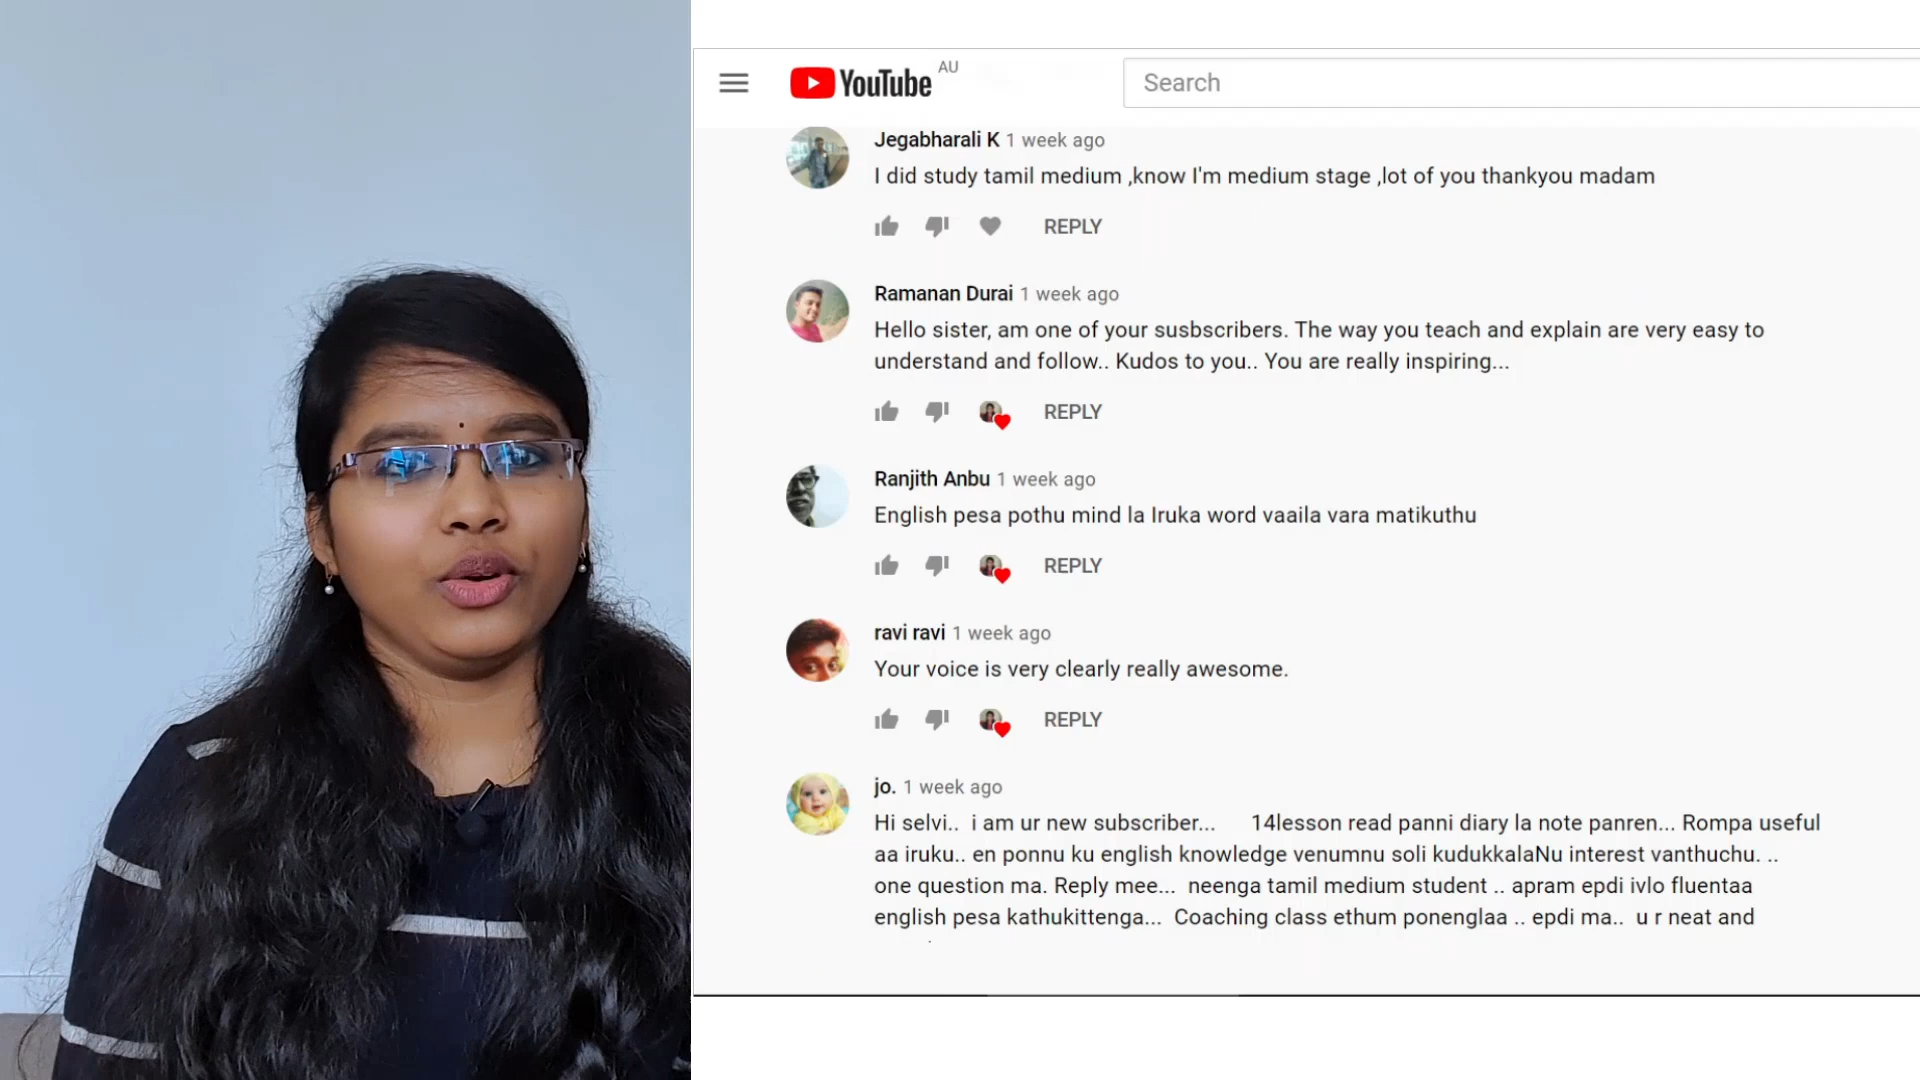 YouTube AU
Search
Jegabharali K 1 week ago
I did study tamil medium ,know I'm medium stage ,lot of you thankyou madam
REPLY
Ramanan Durai 1 week ago
Hello sister, am one of your susbscribers. The way you teach and explain are very easy to
understand and follow.. Kudos to you.. You are really inspiring...
REPLY
Ranjith Anbu 1 week ago
English pesa pothu mind la Iruka word vaaila vara matikuthu
REPLY
ravi ravi 1 week ago
Your voice is very clearly really awesome.
REPLY
jo. 1 week ago
Hi selvi.. i am ur new subscriber... 14lesson read panni diary la note panren... Rompa useful
aa iruku.. en ponnu ku english knowledge venumnu soli kudukkalaNu interest vanthuchu. ..
one question ma. Reply mee... neenga tamil medium student .. apram epdi ivlo fluentaa
english pesa kathukittenga... Coaching class ethum ponenglaa .. epdi ma.. u r neat and